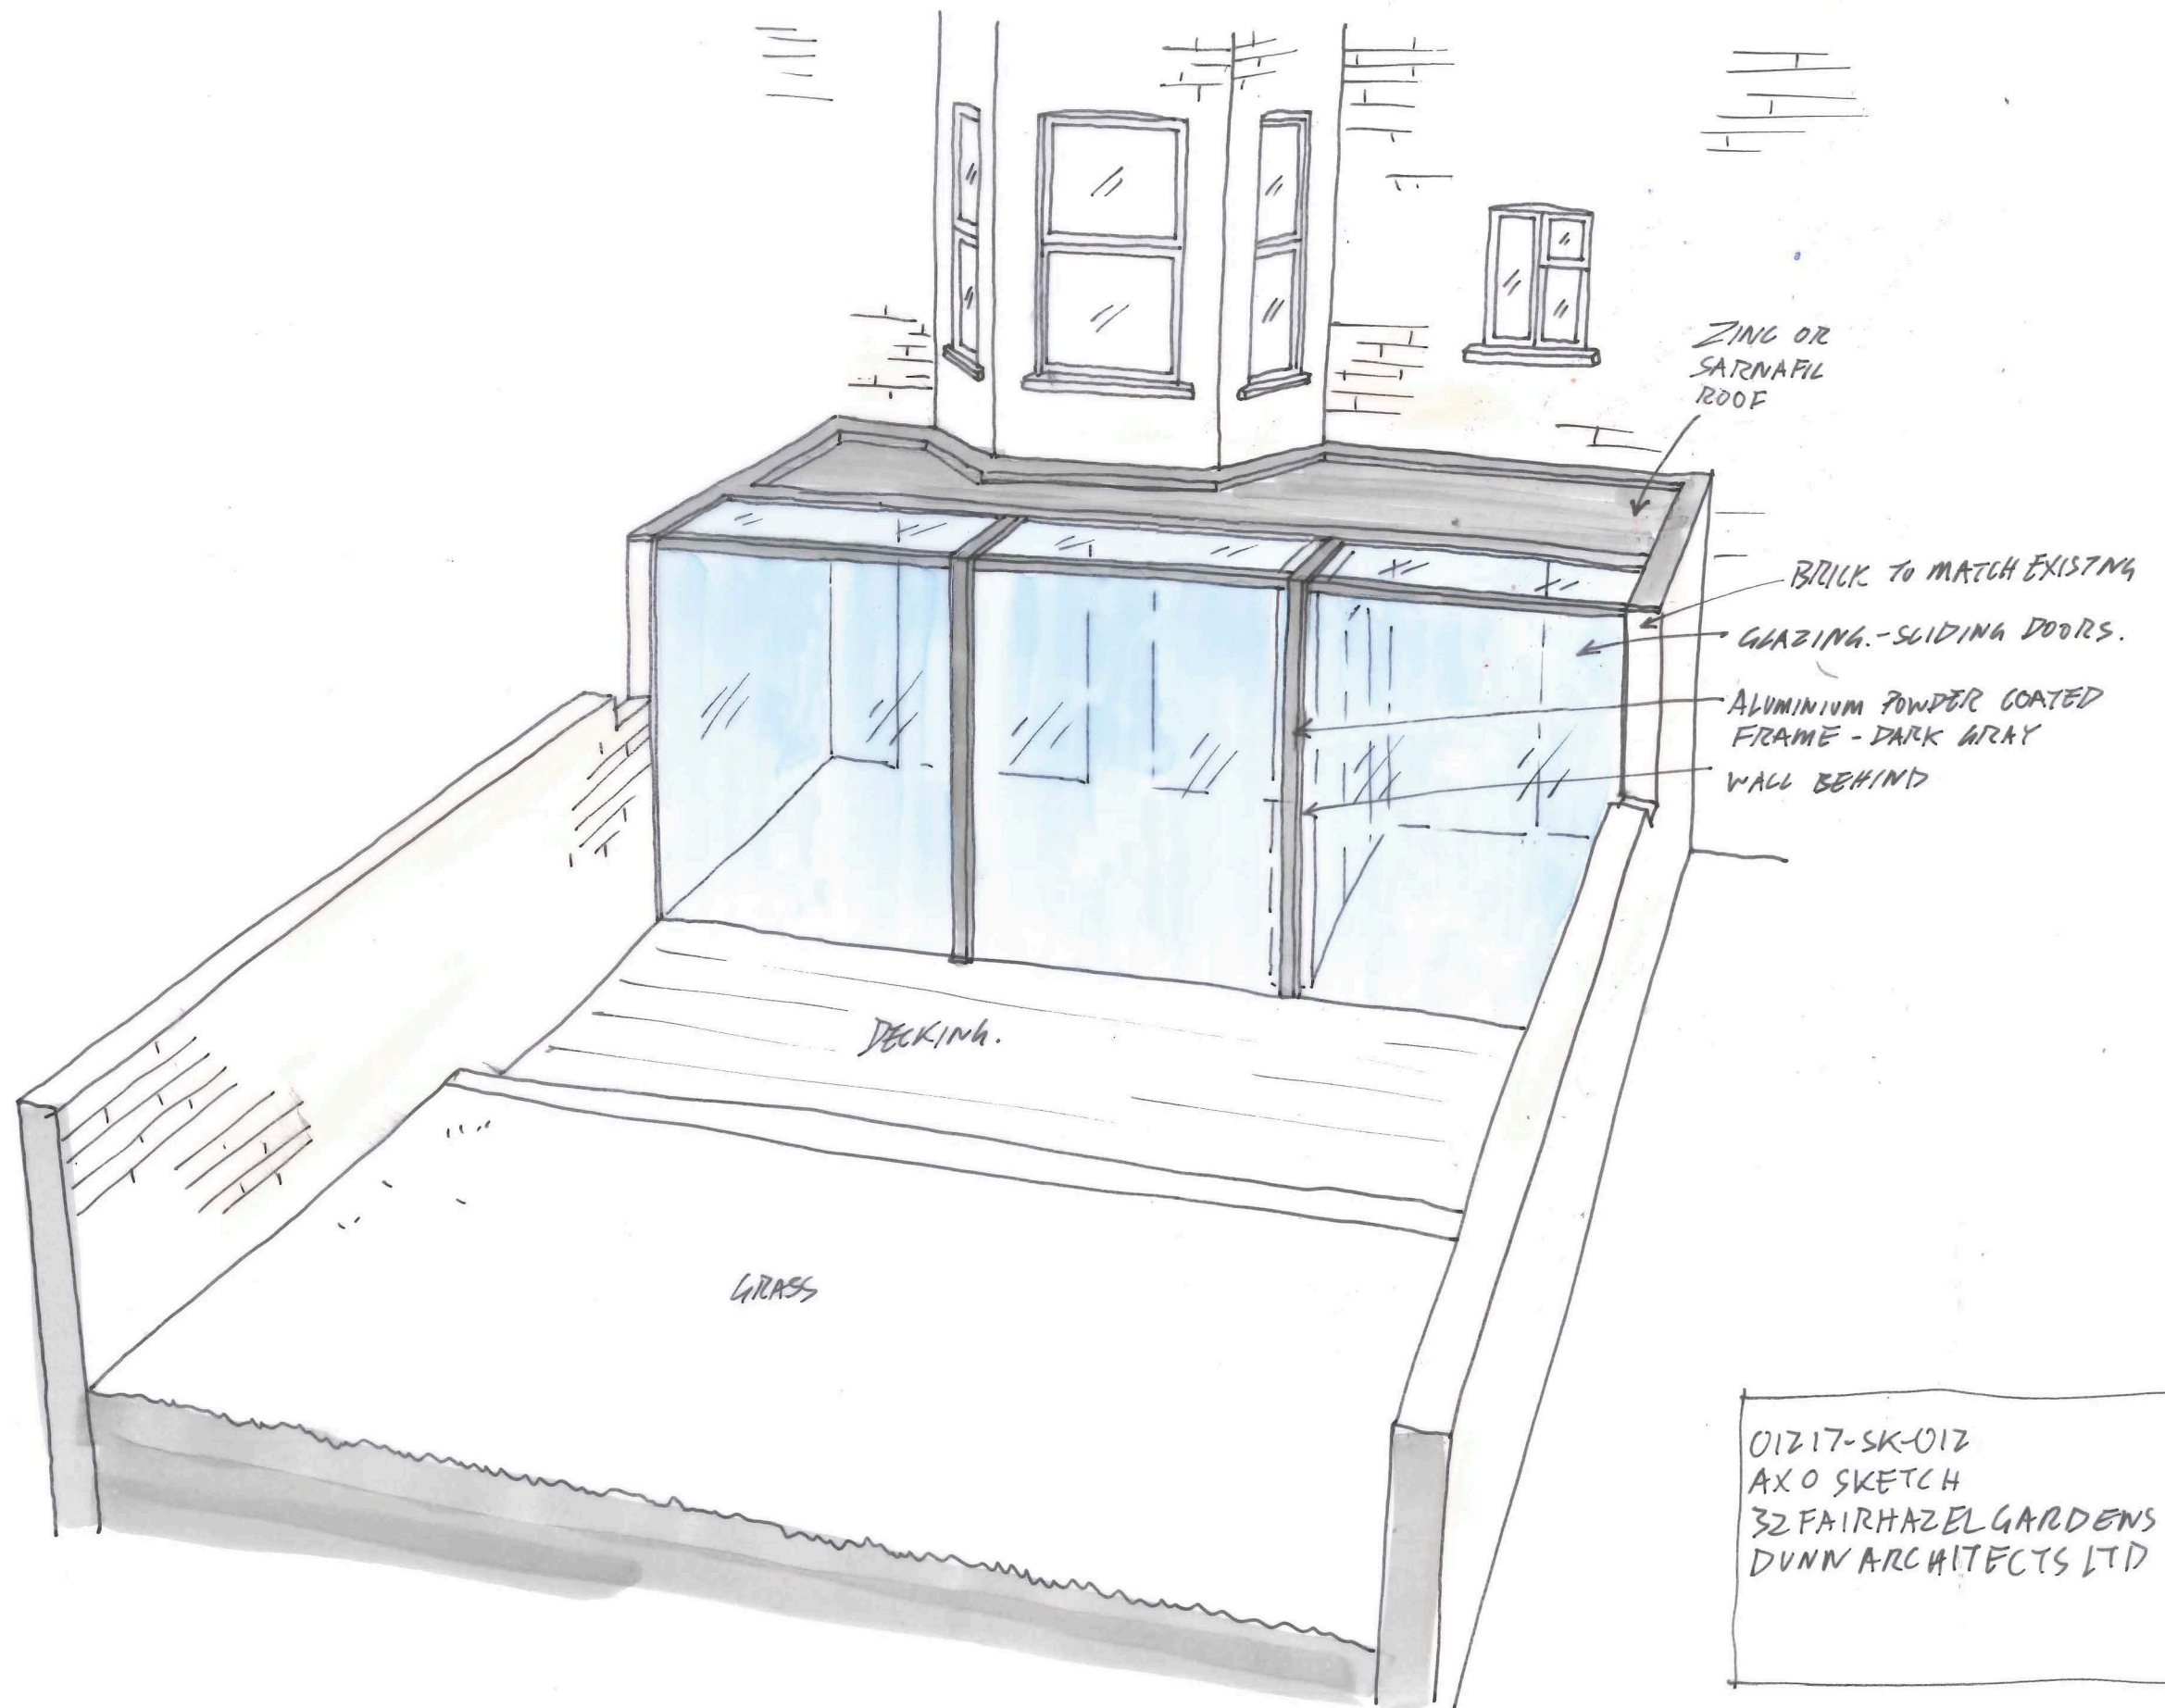 ZINC OR
SARNAFIL
ROOF
BRICK TO MATCH EXISTNG
GLAZING.-SLIDING DOORS.
ALUMINIUM POWDER COATED
FRAME - DARK GRAY
WALL BEHIND
DECKING.
GRASS
01217-SK-012
AXO SKETCH
32 FAIRHAZEL GARDENS
DUNN ARCHITECTS LTD